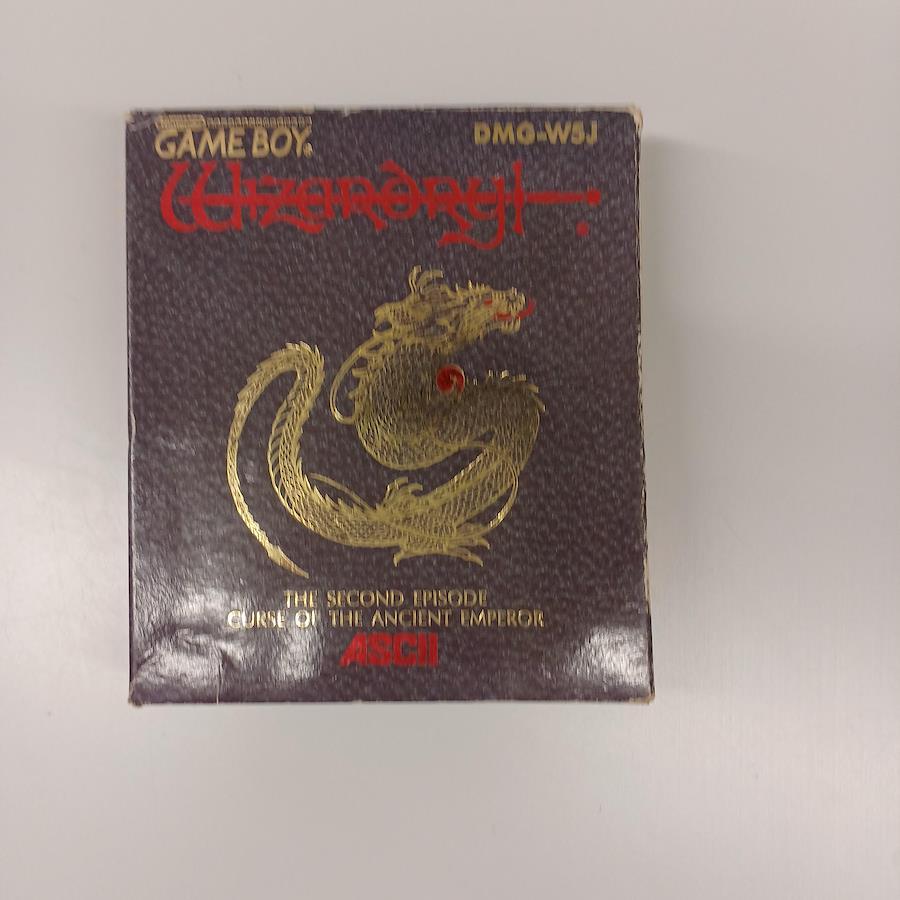 GAME BOY
DMG-W5J
Wizardry
THE SECOND EPISODE
CURSE OF THE ANCIENT EMPEROR
ASCII